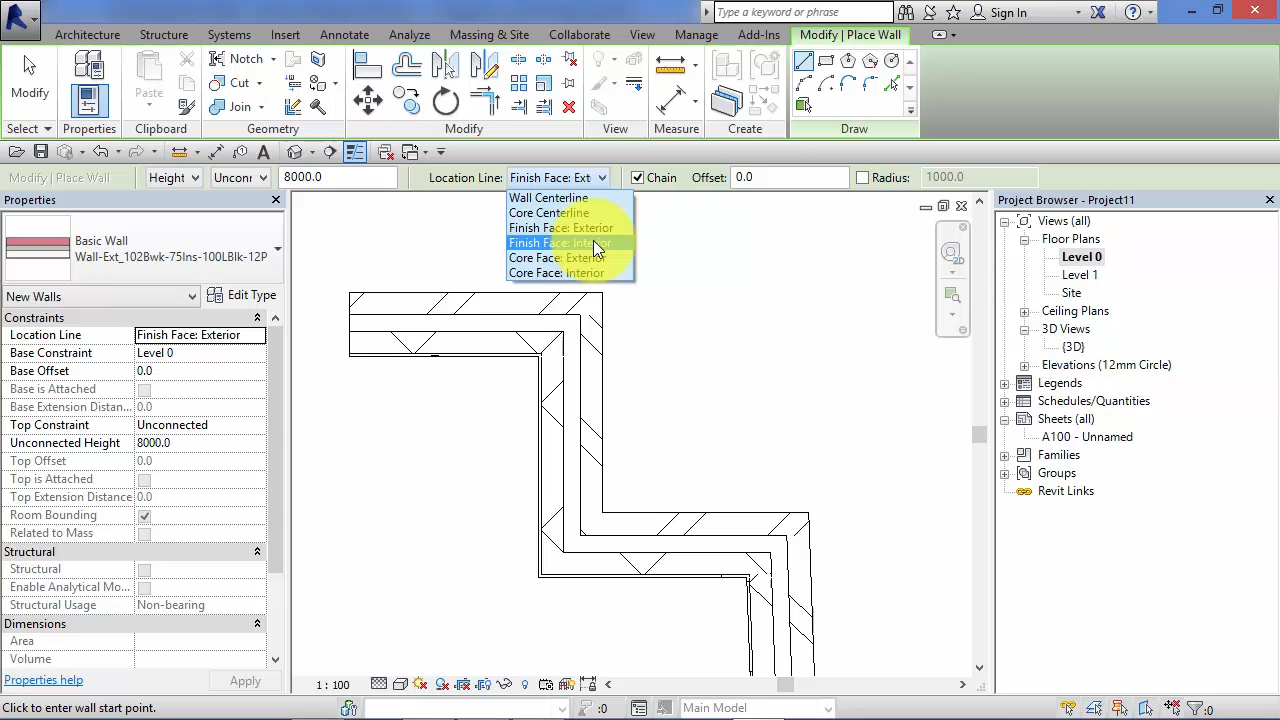 Type a keyword or phrase
Sign In
Architecture Structure Systems Insert Annotate Analyze Massing & Site Collaborate View Manage Add-Ins Modify | Place Wall
Modify
Paste
Notch
Cut
Join
Select Properties Clipboard Geometry Modify View Measure Create Draw
Modify | Place Wall Height Unconr 8000.0 Location Line: Finish Face: Ext Chain Offset: 0.0 Radius: 1000.0
Wall Centerline
Core Centerline
Finish Face: Exterior
Finish Face: Interior
Core Face: Exterior
Core Face: Interior
Properties
Basic Wall
Wall-Ext_102Bwk-75Ins-100LBlk-12P
New Walls Edit Type
Constraints
Location Line Finish Face: Exterior
Base Constraint Level 0
Base Offset 0.0
Base is Attached
Base Extension Distan... 0.0
Top Constraint Unconnected
Unconnected Height 8000.0
Top Offset 0.0
Top is Attached
Top Extension Distance 0.0
Room Bounding
Related to Mass
Structural
Structural
Enable Analytical Mo...
Structural Usage Non-bearing
Dimensions
Area
Volume
Properties help Apply
2D
1 : 100
Project Browser - Project11
Views (all)
Floor Plans
Level 0
Level 1
Site
Ceiling Plans
3D Views
{3D}
Elevations (12mm Circle)
Legends
Schedules/Quantities
Sheets (all)
A100 - Unnamed
Families
Groups
Revit Links
Click to enter wall start point. :0 Main Model :0